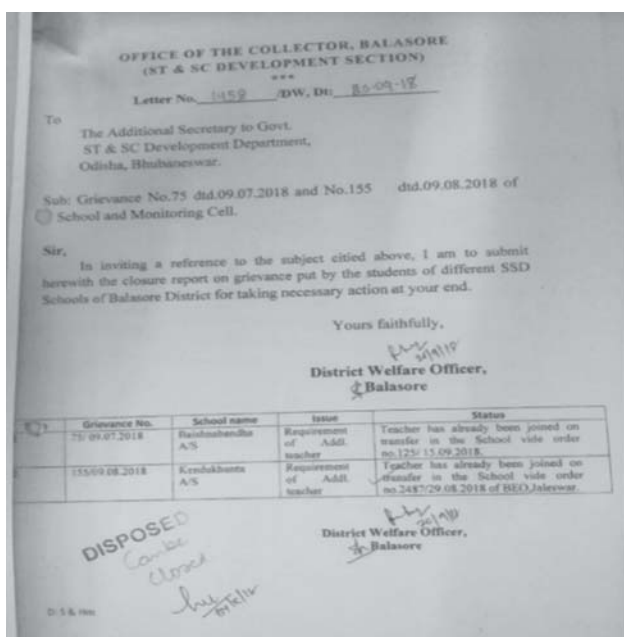 OFFICE OF THE COLLECTOR, BALASORE
(ST & SC DEVELOPMENT SECTION)
***
Letter No. 1458 /DW, Dt:
To
The Additional Secretary to Govt.
ST & SC Development Department,
Odisha, Bhubaneswar.
Sub: Grievance No.75 dtd.09.07.2018 and No.155 dtd.09.08.2018 of
School and Monitoring Cell.
Sir,
In inviting a reference to the subject citied above, I am to submit
herewith the closure report on grievance put by the students of different SSD
Schools of Balasore District for taking necessary action at your end.
Yours faithfully,
District Welfare Officer,
Balasore
Grievance No. School name Issue Status
75/ 09.07.2018 A/S Requirement of Addl. teacher Teacher has already been joined on
transfer in the School vide order
no.125/ 15.09.2018.
155/09.08.2018 Kendukhunta A/S Requirement of Addl. teacher Teacher has already been joined on
transfer in the School vide order
no.2487/29.08.2018 of BEO,Jaleswar.
District Welfare Officer,
Balasore
DISPOSED
Can be
Closed